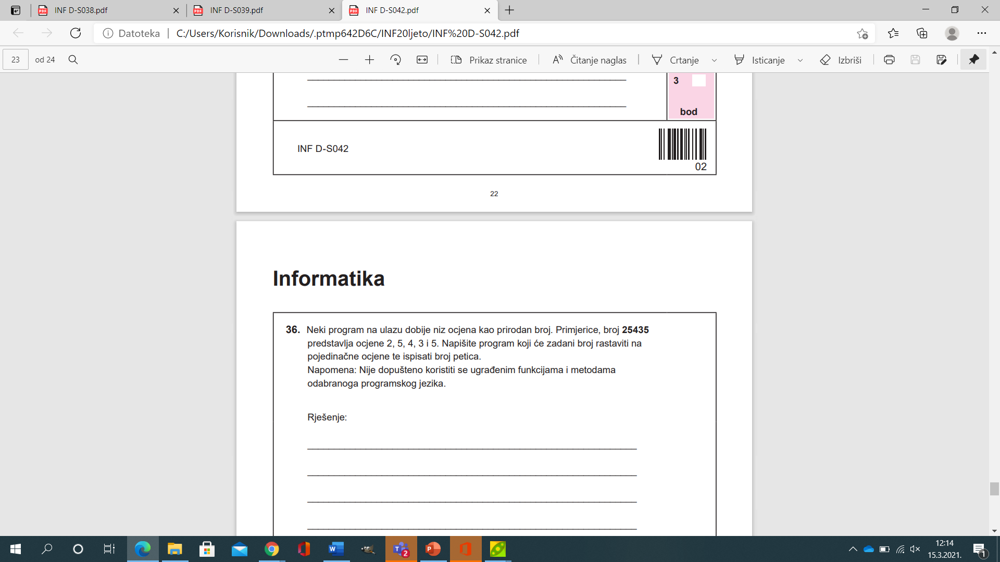 INF D-S038.pdf
INF D-S039.pdf
INF D-S042.pdf
Datoteka
C:/Users/Korisnik/Downloads/.ptmp642D6C/INF20ljeto/INF%20D-S042.pdf
23
od 24
Prikaz stranice
Čitanje naglas
Crtanje
Isticanje
Izbriši
3
bod
INF D-S042
02
22
Informatika
36. Neki program na ulazu dobije niz ocjena kao prirodan broj. Primjerice, broj 25435
predstavlja ocjene 2, 5, 4, 3 i 5. Napišite program koji će zadani broj rastaviti na
pojedinačne ocjene te ispisati broj petica.
Napomena: Nije dopušteno koristiti se ugrađenim funkcijama i metodama
odabranoga programskog jezika.
Rješenje:
12:14
15.3.2021.
2
1